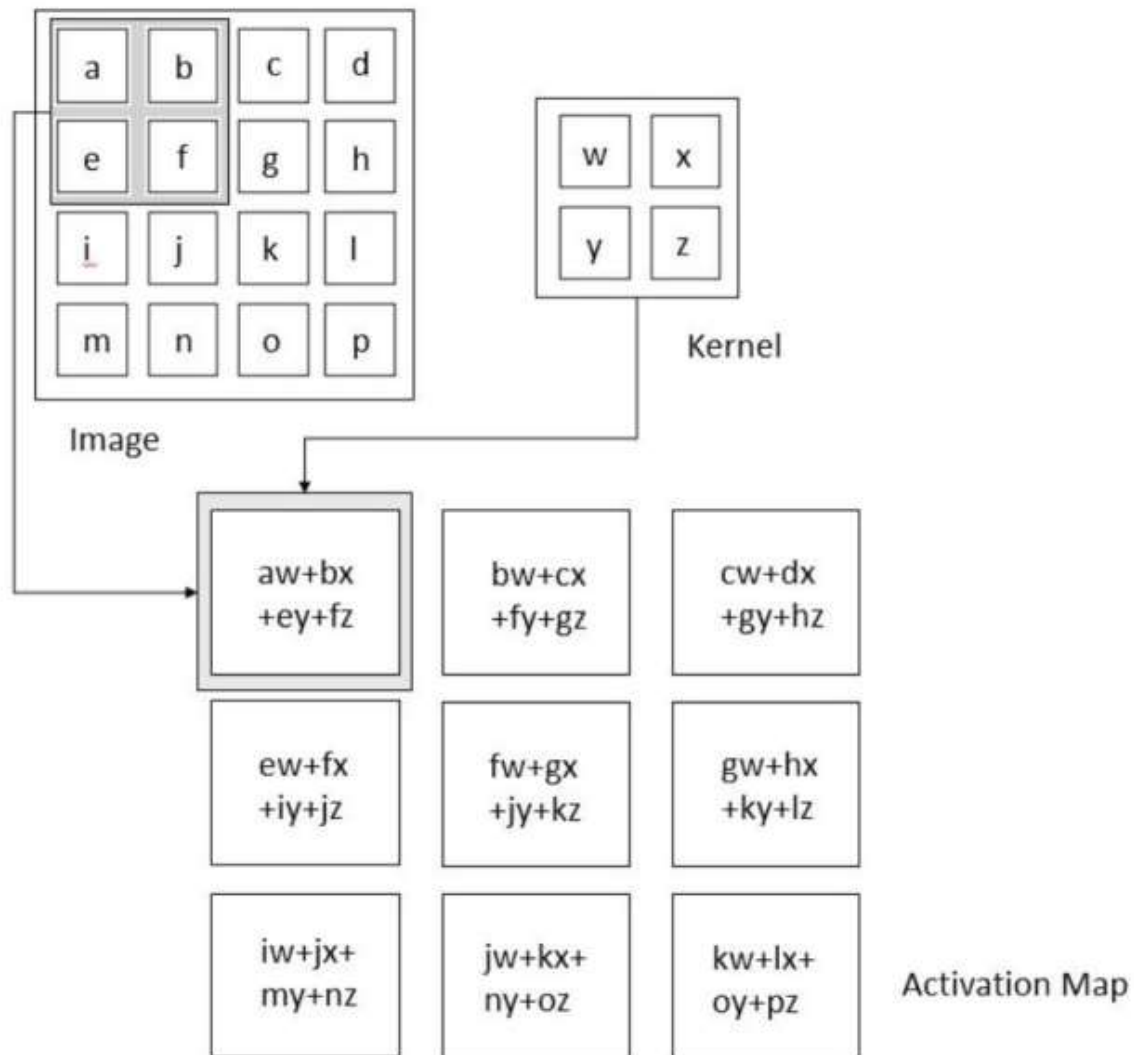 a b c d
e f g h
i j k l
m n o p
Image
w x
y z
Kernel
aw+bx
+ey+fz
bw+cx
+fy+gz
cw+dx
+gy+hz
ew+fx
+iy+jz
fw+gx
+jy+kz
gw+hx
+ky+lz
iw+jx+
my+nz
jw+kx+
ny+oz
kw+lx+
oy+pz
Activation Map